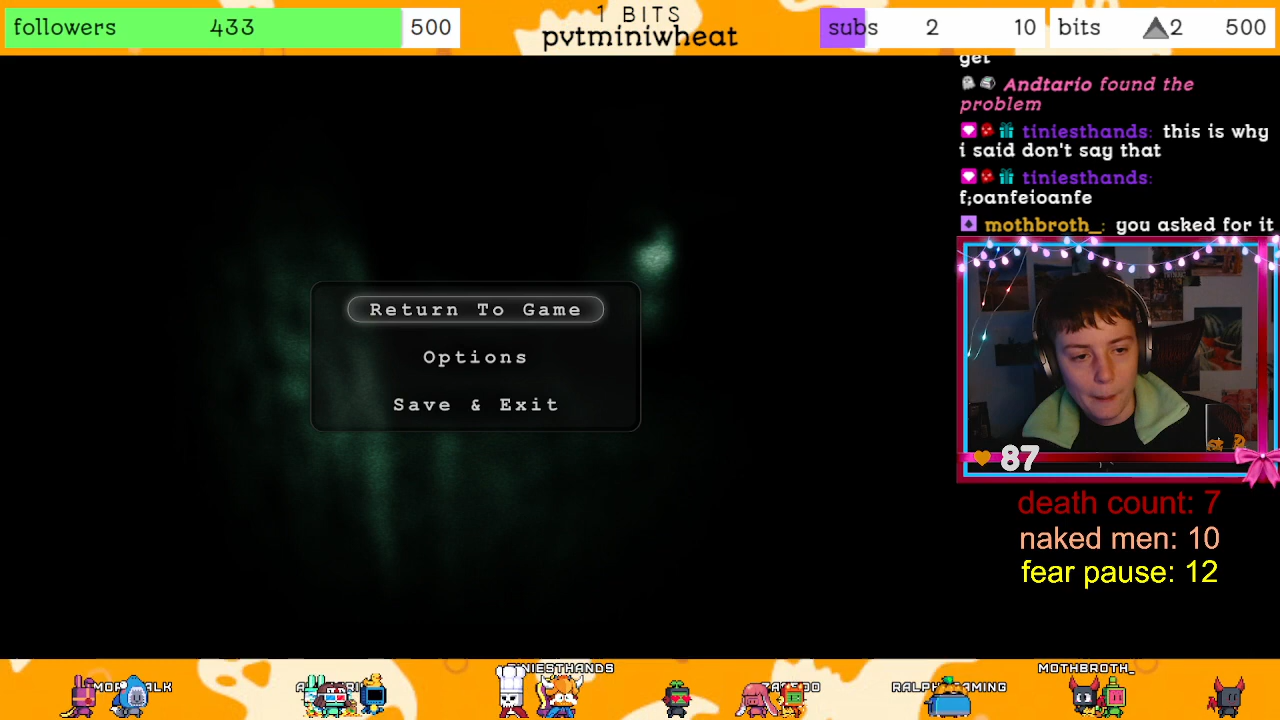 followers 433 500
1 BITS
pvtminiwheat
subs 2 10
bits 2 500
get
Andtario found the
problem
tiniesthands: this is why
i said don't say that
tiniesthands:
f;oanfeioanfe
mothbroth_: you asked for it
Return To Game
Options
Save & Exit
87
death count: 7
naked men: 10
fear pause: 12
TINIESTHANDS
MOTHBROTH_